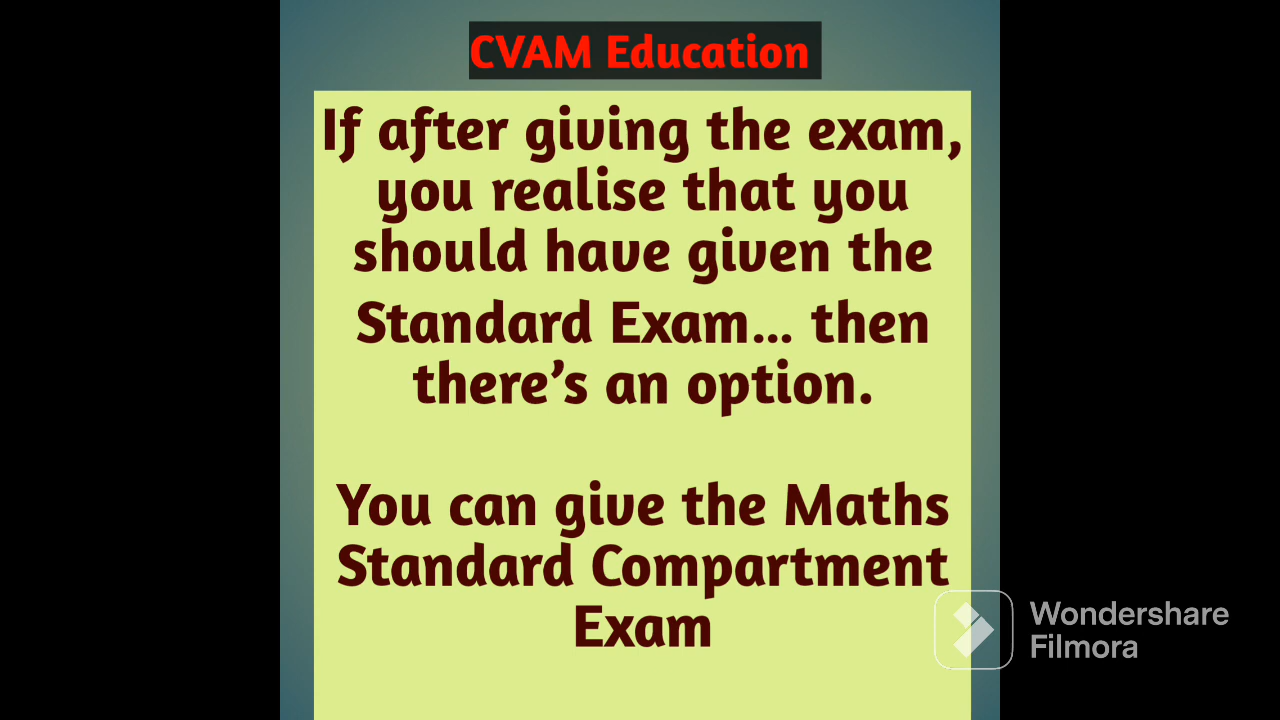 CVAM Education
If after giving the exam,
you realise that you
should have given the
Standard Exam... then
there’s an option.
You can give the Maths
Standard Compartment
Exam
Wondershare
Filmora